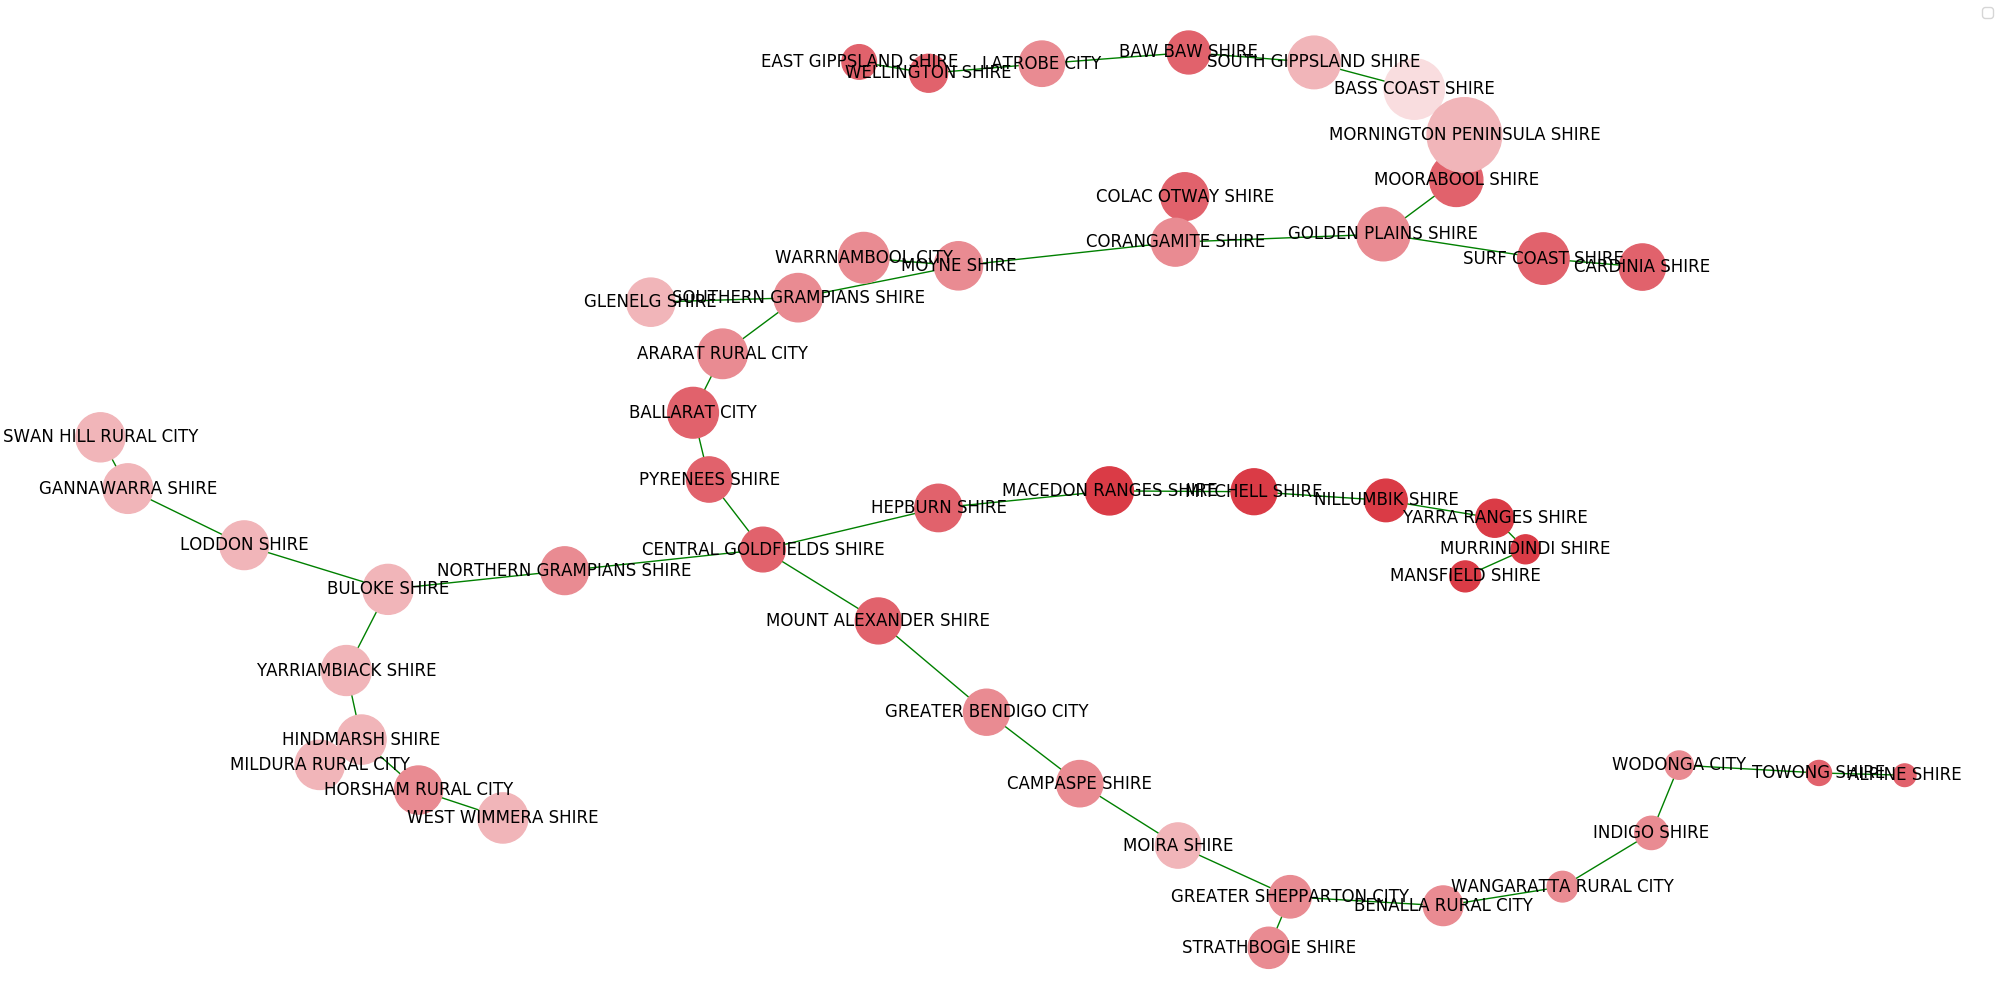 EAST GIPPSLAND SHIRE
WELLINGTON SHIRE
LATROBE CITY
BAW BAW SHIRE
SOUTH GIPPSLAND SHIRE
BASS COAST SHIRE
MORNINGTON PENINSULA SHIRE
MOORABOOL SHIRE
COLAC OTWAY SHIRE
GOLDEN PLAINS SHIRE
CORANGAMITE SHIRE
WARRNAMBOOL CITY
MOYNE SHIRE
SURF COAST SHIRE
CARDINIA SHIRE
GLENELG SHIRE
SOUTHERN GRAMPIANS SHIRE
ARARAT RURAL CITY
BALLARAT CITY
SWAN HILL RURAL CITY
PYRENEES SHIRE
GANNAWARRA SHIRE
MACEDON RANGES SHIRE
MITCHELL SHIRE
NILLUMBIK SHIRE
HEPBURN SHIRE
YARRA RANGES SHIRE
LODDON SHIRE
CENTRAL GOLDFIELDS SHIRE
MURRINDINDI SHIRE
NORTHERN GRAMPIANS SHIRE
MANSFIELD SHIRE
BULOKE SHIRE
MOUNT ALEXANDER SHIRE
YARRIAMBIACK SHIRE
GREATER BENDIGO CITY
HINDMARSH SHIRE
MILDURA RURAL CITY
WODONGA CITY
TOWONG SHIRE
ALPINE SHIRE
CAMPASPE SHIRE
HORSHAM RURAL CITY
WEST WIMMERA SHIRE
INDIGO SHIRE
MOIRA SHIRE
WANGARATTA RURAL CITY
GREATER SHEPPARTON CITY
BENALLA RURAL CITY
STRATHBOGIE SHIRE